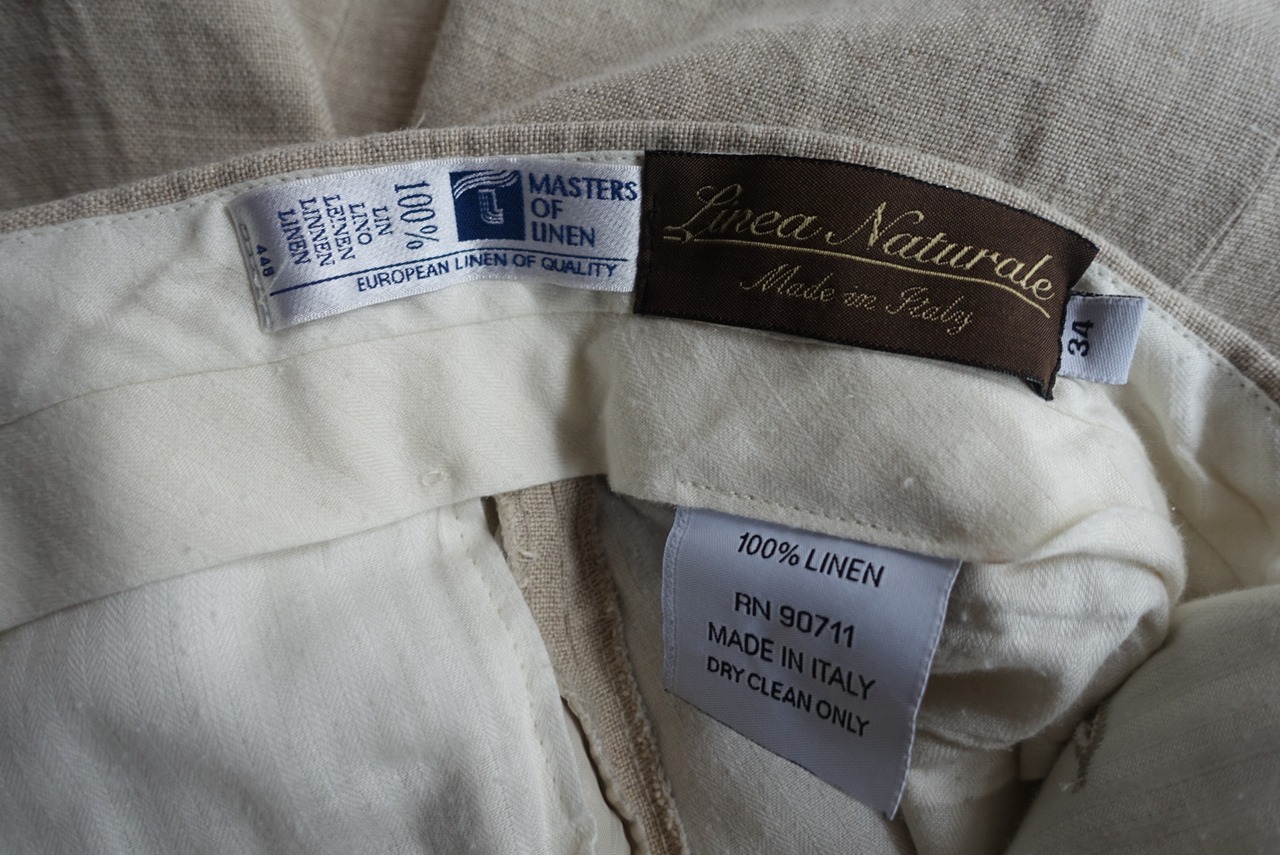 100%
LIN
LINO
LEINEN
LINNEN
LINEN
448
MASTERS
OF
LINEN
EUROPEAN LINEN OF QUALITY
Linea Naturale
Made in Italy
34
100% LINEN
RN 90711
MADE IN ITALY
DRY CLEAN ONLY